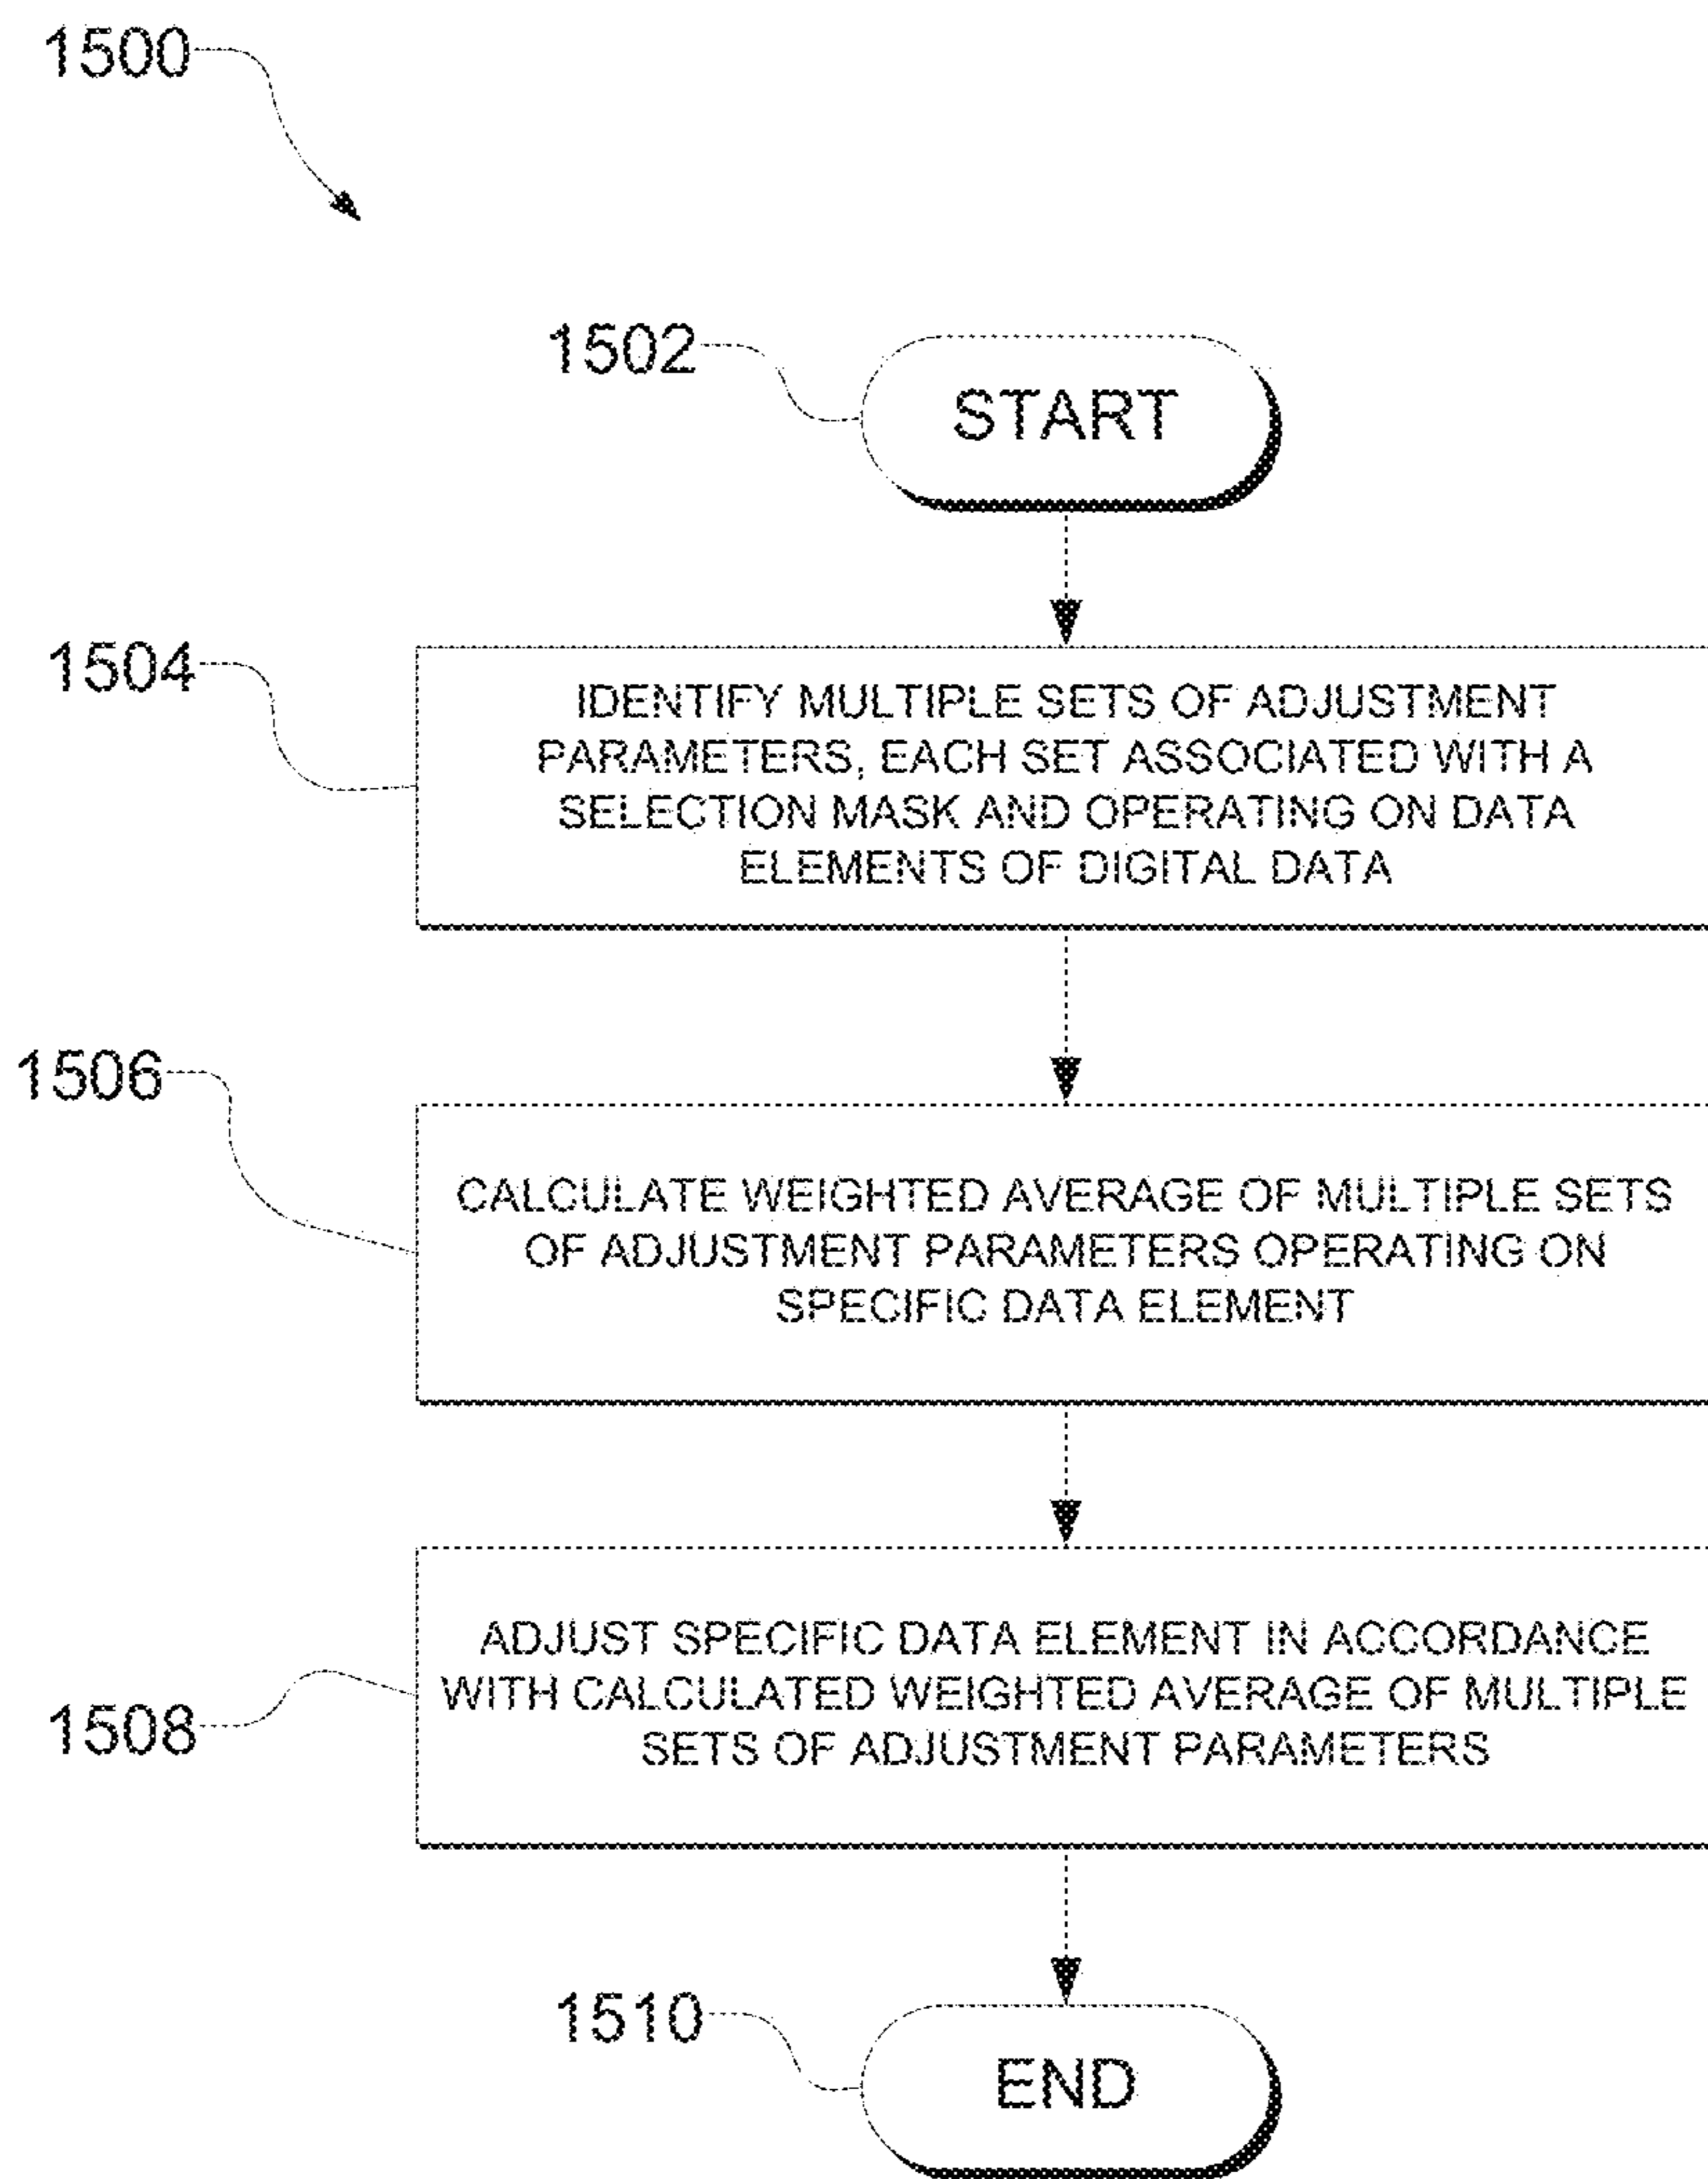 1500
1502
START
1504
IDENTIFY MULTIPLE SETS OF ADJUSTMENT
PARAMETERS, EACH SET ASSOCIATED WITH A
SELECTION MASK AND OPERATING ON DATA
ELEMENTS OF DIGITAL DATA
1506
CALCULATE WEIGHTED AVERAGE OF MULTIPLE SETS
OF ADJUSTMENT PARAMETERS OPERATING ON
SPECIFIC DATA ELEMENT
1508
ADJUST SPECIFIC DATA ELEMENT IN ACCORDANCE
WITH CALCULATED WEIGHTED AVERAGE OF MULTIPLE
SETS OF ADJUSTMENT PARAMETERS
1510
END